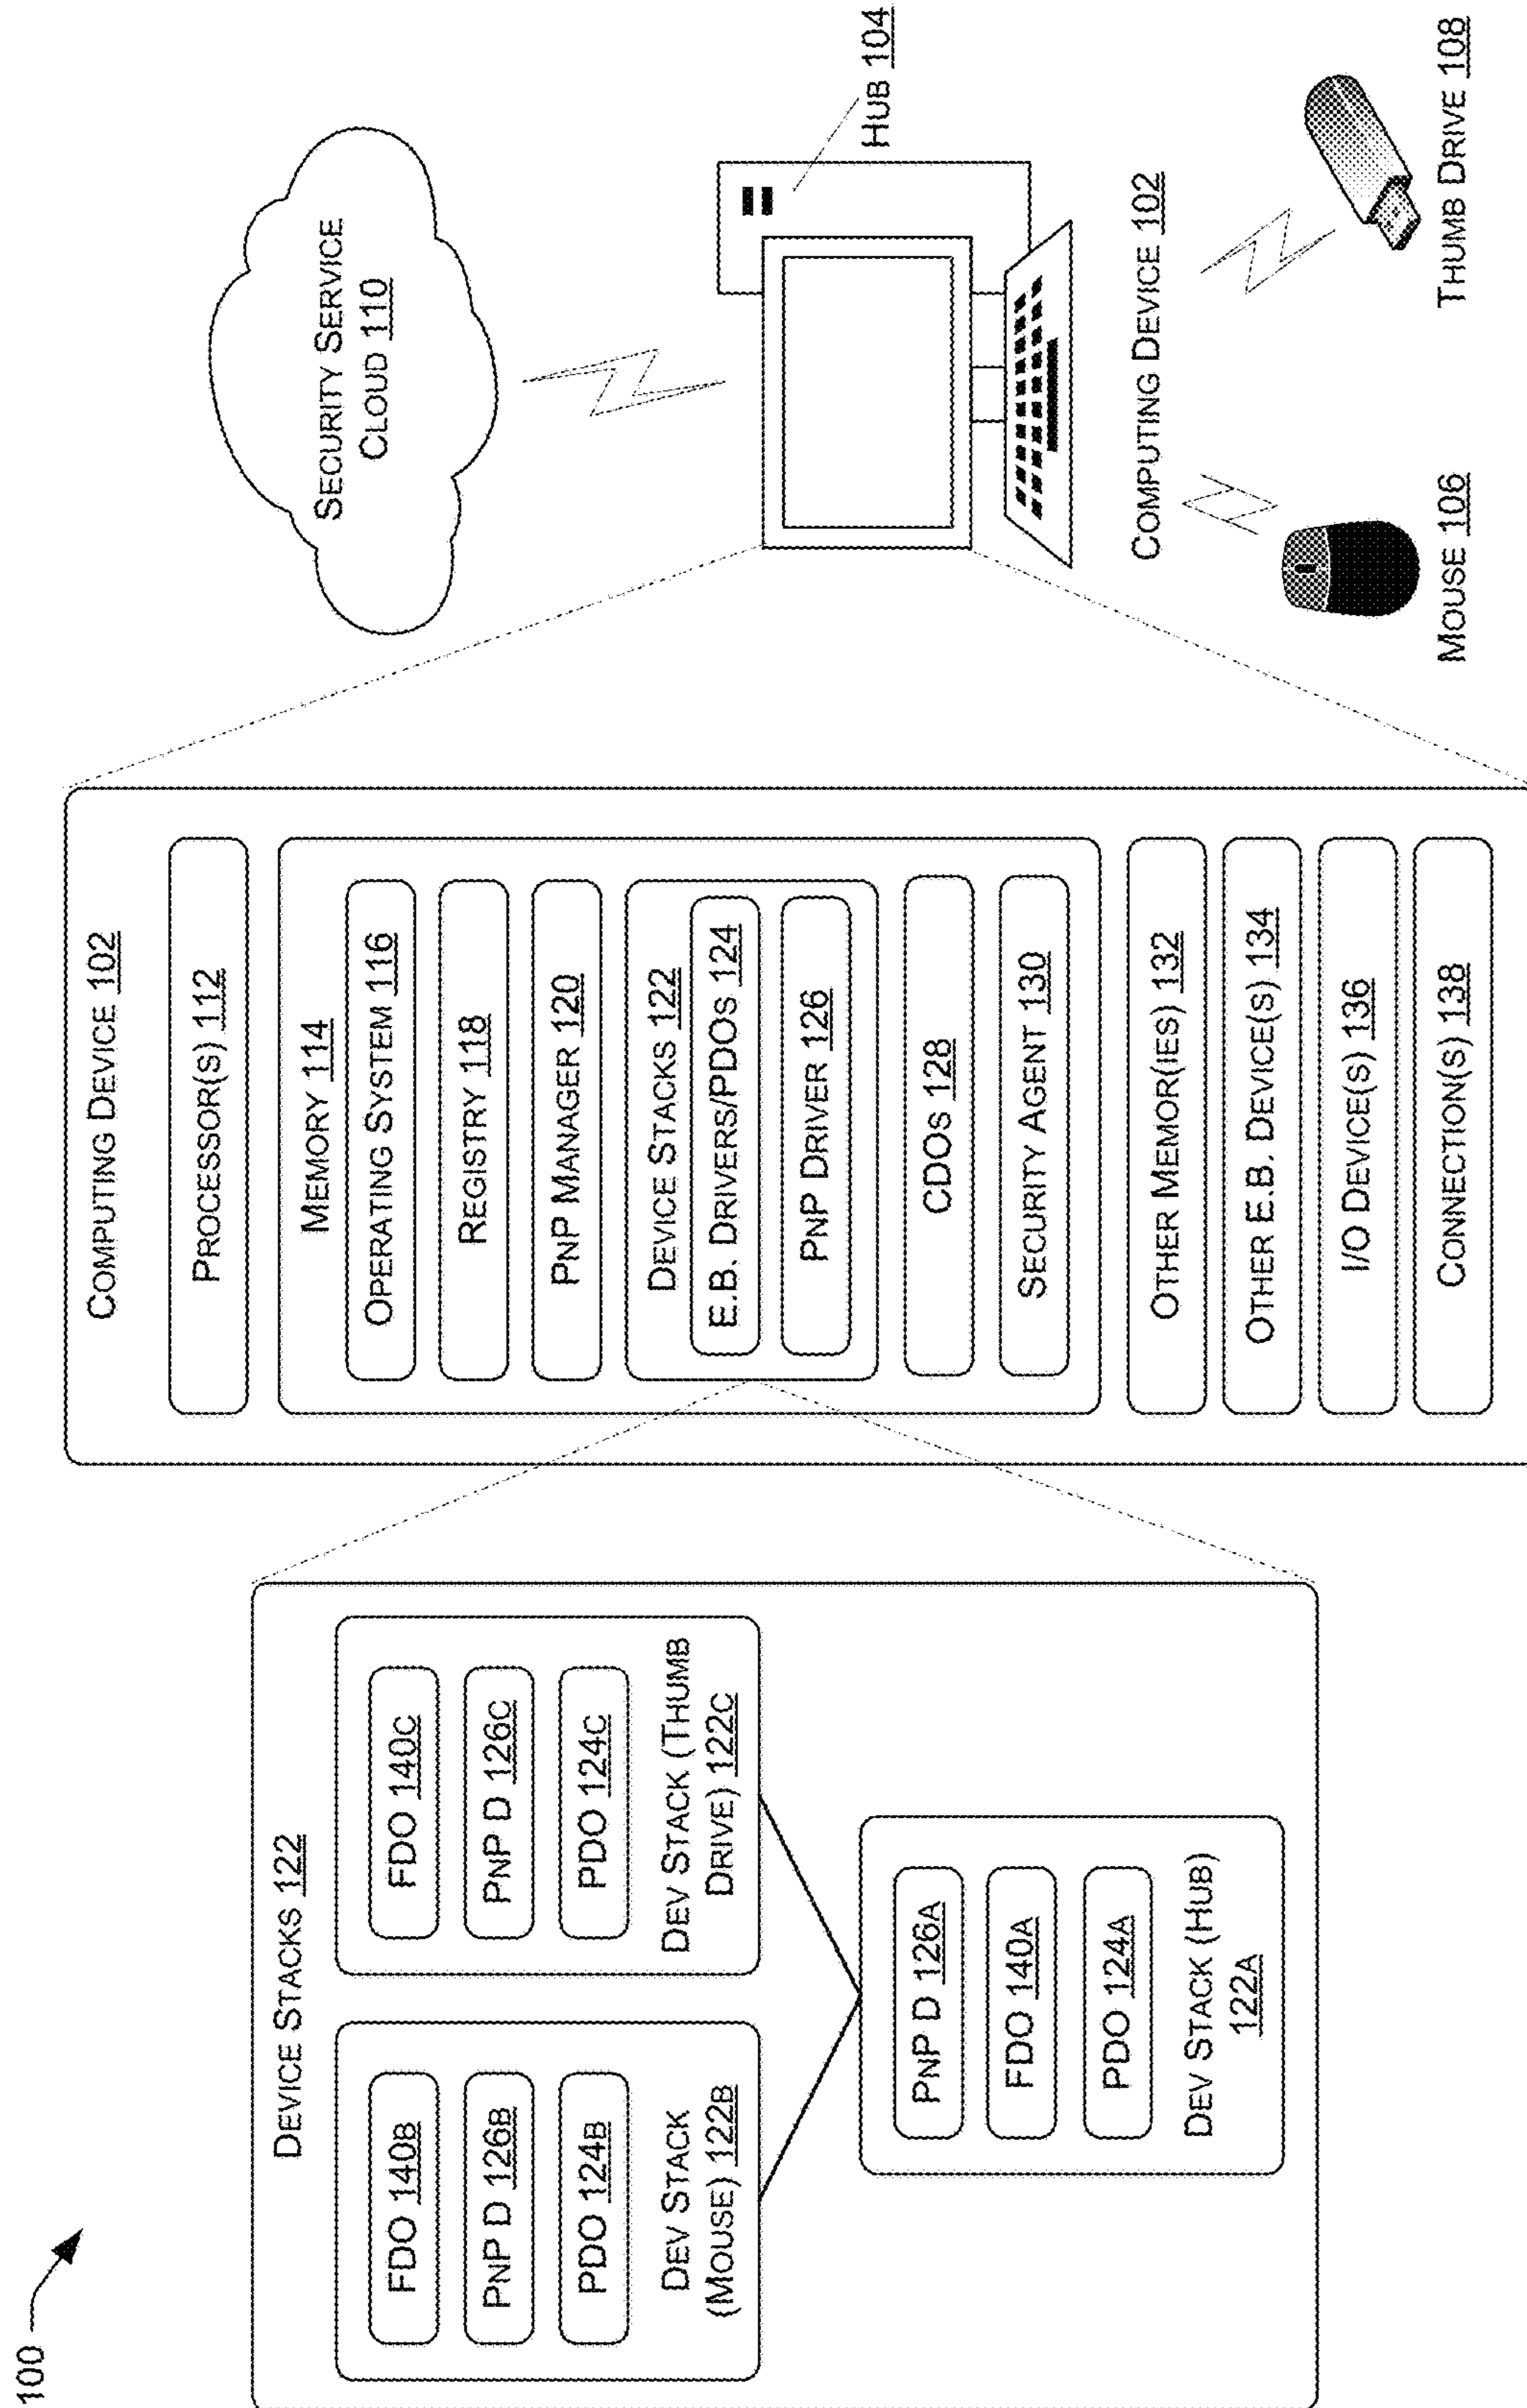 100
DEVICE STACKS 122
FDO 140B
PNP D 126B
PDO 124B
DEV STACK
(MOUSE) 122B
FDO 140C
PNP D 126C
PDO 124C
DEV STACK (THUMB
DRIVE) 122C
PNP D 126A
FDO 140A
PDO 124A
DEV STACK (HUB)
122A
COMPUTING DEVICE 102
PROCESSOR(S) 112
MEMORY 114
OPERATING SYSTEM 116
REGISTRY 118
PNP MANAGER 120
DEVICE STACKS 122
E.B. DRIVERS/PDOS 124
PNP DRIVER 126
CDOS 128
SECURITY AGENT 130
OTHER MEMOR(IES) 132
OTHER E.B. DEVICE(S) 134
I/O DEVICE(S) 136
CONNECTION(S) 138
SECURITY SERVICE
CLOUD 110
HUB 104
COMPUTING DEVICE 102
MOUSE 106
THUMB DRIVE 108